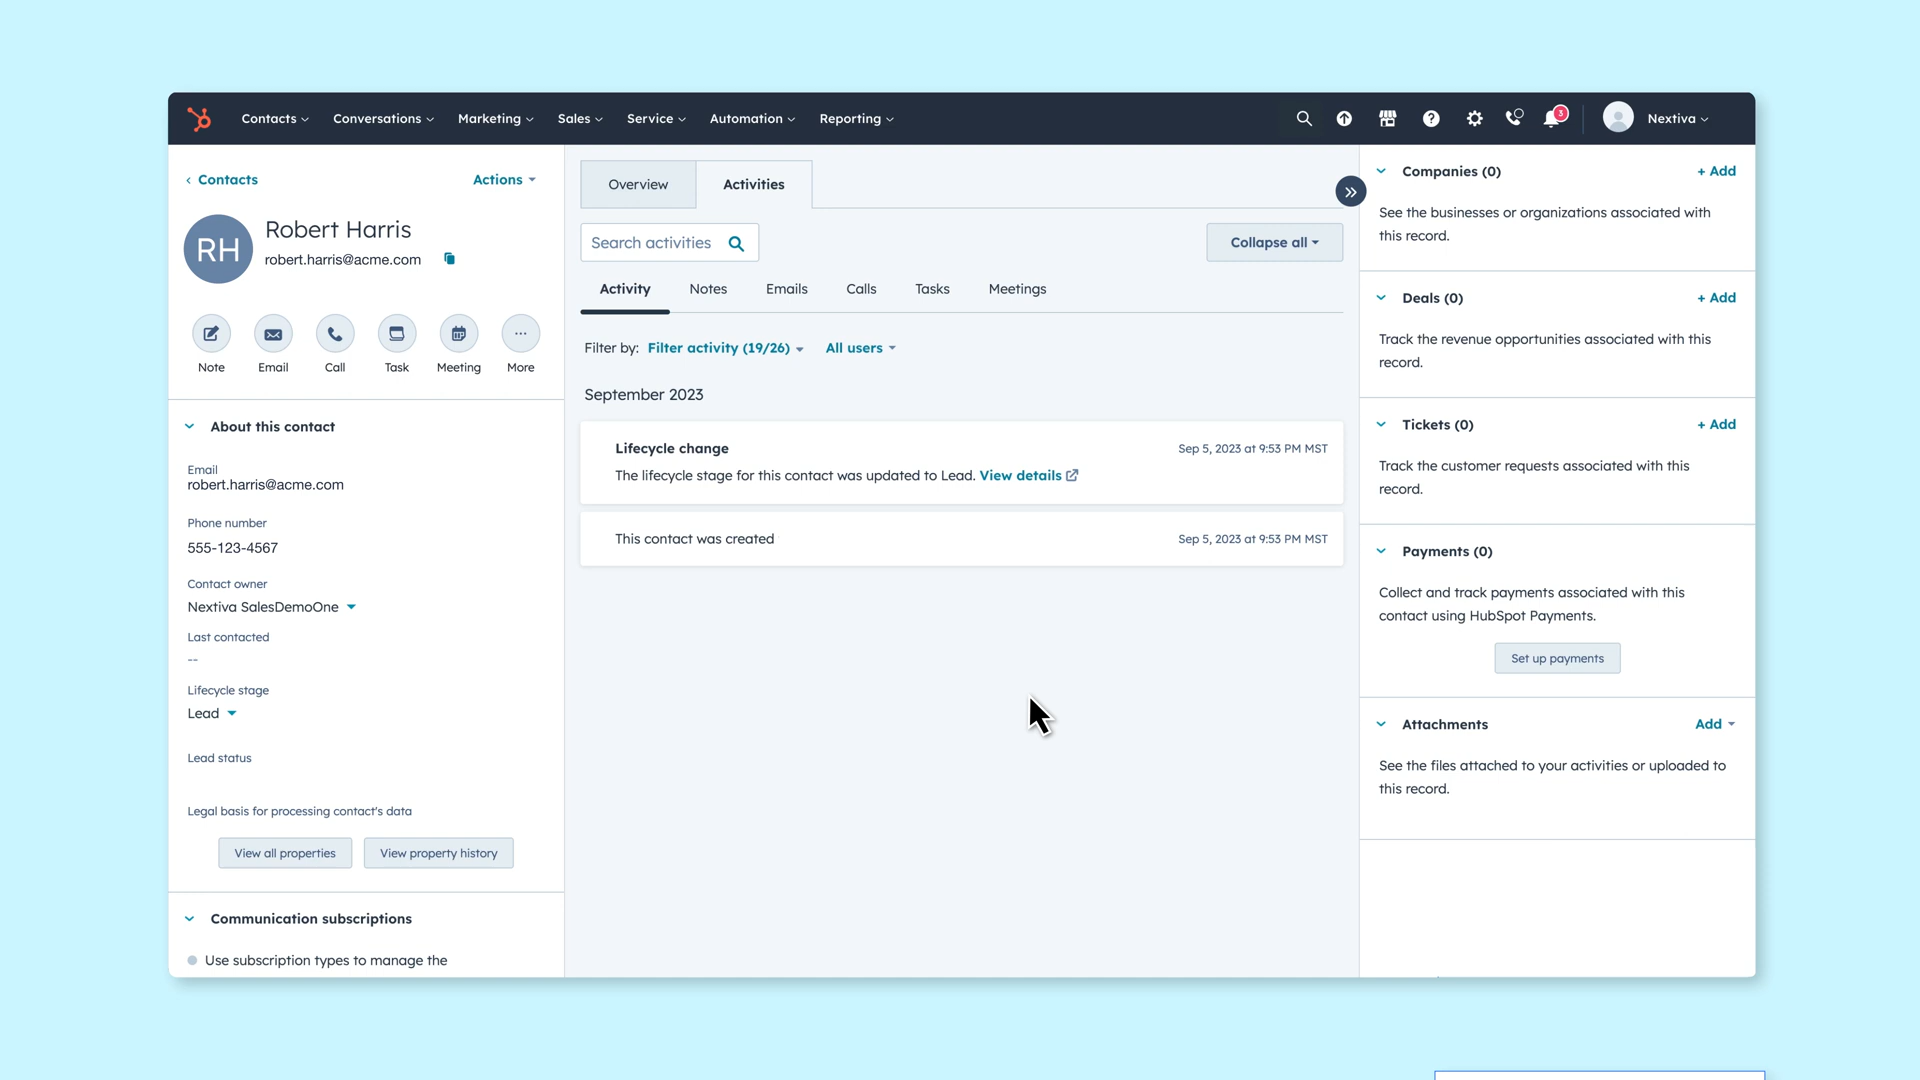 Contacts
Conversations
Marketing
Sales
Service
Automation
Reporting
3
Nextiva
Contacts
Actions
RH
Robert Harris
robert.harris@acme.com
Note
Email
Call
Task
Meeting
More
About this contact
Email
robert.harris@acme.com
Phone number
555-123-4567
Contact owner
Nextiva SalesDemoOne
Last contacted
--
Lifecycle stage
Lead
Lead status
Legal basis for processing contact's data
View all properties
View property history
Communication subscriptions
Use subscription types to manage the
Overview
Activities
Search activities
Collapse all
Activity
Notes
Emails
Calls
Tasks
Meetings
Filter by: Filter activity (19/26) All users
September 2023
Lifecycle change
Sep 5, 2023 at 9:53 PM MST
The lifecycle stage for this contact was updated to Lead. View details
This contact was created
Sep 5, 2023 at 9:53 PM MST
Companies (0)
+ Add
See the businesses or organizations associated with
this record.
Deals (0)
+ Add
Track the revenue opportunities associated with this
record.
Tickets (0)
+ Add
Track the customer requests associated with this
record.
Payments (0)
Collect and track payments associated with this
contact using HubSpot Payments.
Set up payments
Attachments
Add
See the files attached to your activities or uploaded to
this record.